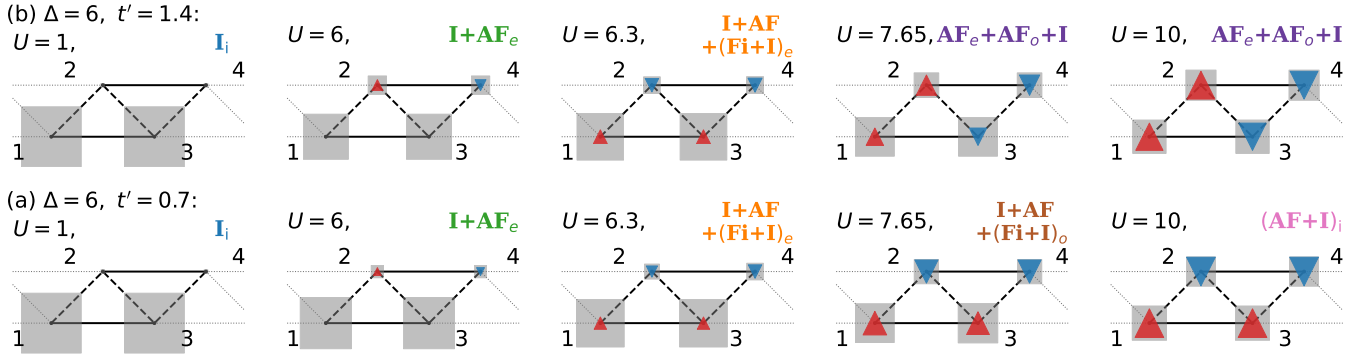 (b) Δ = 6, t′ = 1.4:
U = 1, I_i
2 4
1 3
U = 6, I+AF_e
2 4
1 3
U = 6.3, I+AF
+(Fi+I)_e
2 4
1 3
U = 7.65, AF_e+AF_o+I
2 4
1 3
U = 10, AF_e+AF_o+I
2 4
1 3
(a) Δ = 6, t′ = 0.7:
U = 1, I_i
2 4
1 3
U = 6, I+AF_e
2 4
1 3
U = 6.3, I+AF
+(Fi+I)_e
2 4
1 3
U = 7.65, I+AF
+(Fi+I)_o
2 4
1 3
U = 10, (AF+I)_i
2 4
1 3